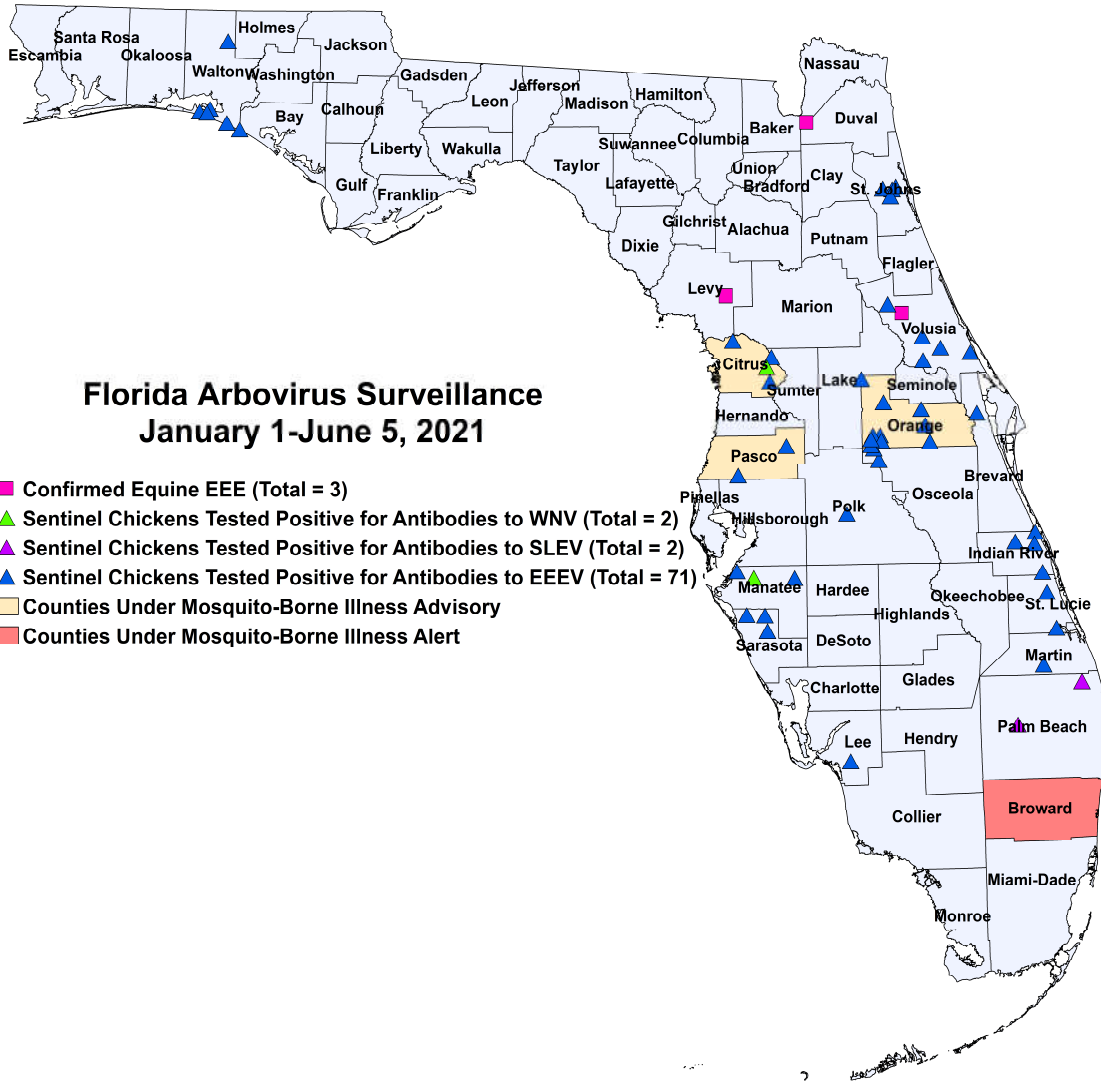 Holmes
Santa Rosa
Jackson
Escambia
Okaloosa
Nassau
Walton
Washington
Gadsden
Jefferson
Hamilton
Leon
Madison
Calhoun
Bay
Duval
Baker
Columbia
Suwannee
Liberty
Wakulla
Taylor
Union
Clay
Gulf
Lafayette
Bradford
St. Johns
Franklin
Gilchrist
Alachua
Putnam
Dixie
Flagler
Levy
Marion
Volusia
Citrus
Lake
Seminole
Sumter
Florida Arbovirus Surveillance
January 1-June 5, 2021
Hernando
Orange
Pasco
Brevard
Confirmed Equine EEE (Total = 3)
Osceola
Pinellas
Polk
Sentinel Chickens Tested Positive for Antibodies to WNV (Total = 2)
Hillsborough
Sentinel Chickens Tested Positive for Antibodies to SLEV (Total = 2)
Indian River
Sentinel Chickens Tested Positive for Antibodies to EEEV (Total = 71)
Manatee
Hardee
Okeechobee
Counties Under Mosquito-Borne Illness Advisory
St. Lucie
Highlands
Counties Under Mosquito-Borne Illness Alert
DeSoto
Sarasota
Martin
Glades
Charlotte
Palm Beach
Lee
Hendry
Broward
Collier
Miami-Dade
Monroe